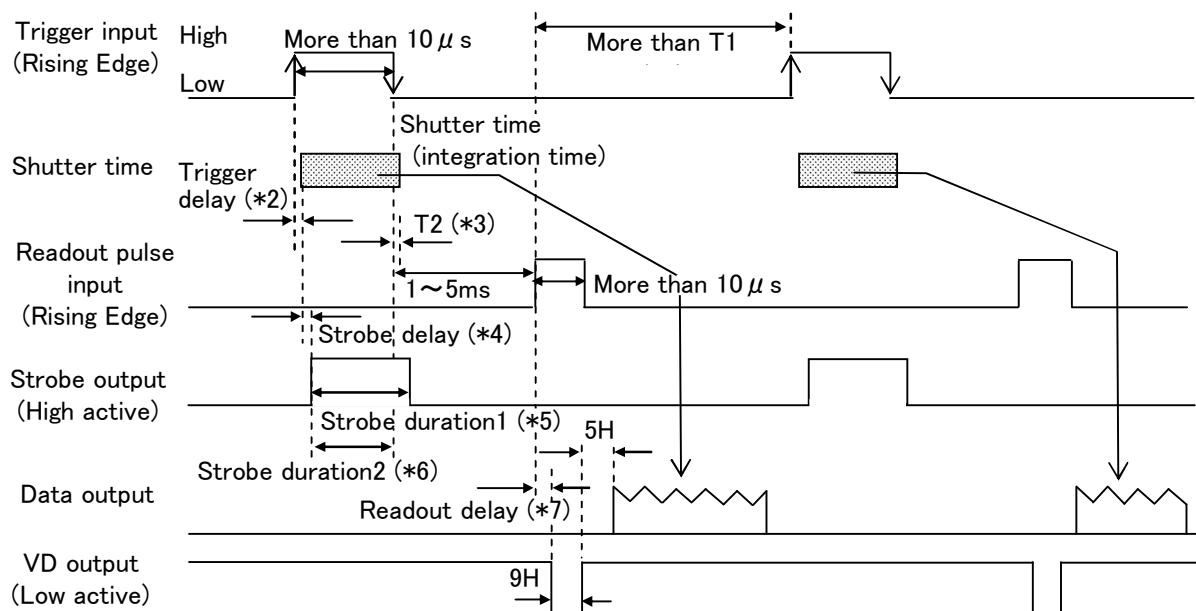 Trigger input
(Rising Edge)
High
Low
More than 10μs
More than T1
Shutter time
(integration time)
Shutter time
Trigger
delay (*2)
T2 (*3)
Readout pulse
input
(Rising Edge)
1～5ms
More than 10μs
Strobe delay (*4)
Strobe output
(High active)
Strobe duration1 (*5)
5H
Strobe duration2 (*6)
Data output
Readout delay (*7)
VD output
(Low active)
9H